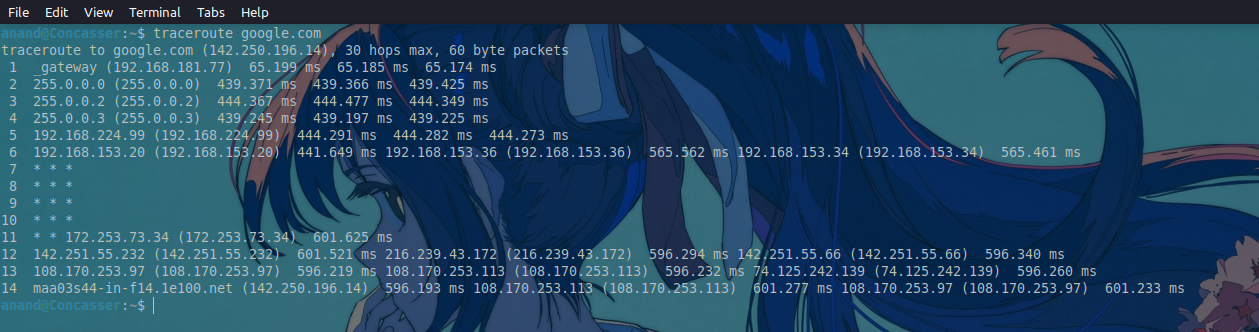 File Edit View Terminal Tabs Help
anand@Concasser:~$ traceroute google.com
traceroute to google.com (142.250.196.14), 30 hops max, 60 byte packets
 1  _gateway (192.168.181.77)  65.199 ms  65.185 ms  65.174 ms
 2  255.0.0.0 (255.0.0.0)  439.371 ms  439.366 ms  439.425 ms
 3  255.0.0.2 (255.0.0.2)  444.367 ms  444.477 ms  444.349 ms
 4  255.0.0.3 (255.0.0.3)  439.245 ms  439.197 ms  439.225 ms
 5  192.168.224.99 (192.168.224.99)  444.291 ms  444.282 ms  444.273 ms
 6  192.168.153.20 (192.168.153.20)  441.649 ms 192.168.153.36 (192.168.153.36)  565.562 ms 192.168.153.34 (192.168.153.34)  565.461 ms
 7  * * *
 8  * * *
 9  * * *
10  * * *
11  * * 172.253.73.34 (172.253.73.34)  601.625 ms
12  142.251.55.232 (142.251.55.232)  601.521 ms 216.239.43.172 (216.239.43.172)  596.294 ms 142.251.55.66 (142.251.55.66)  596.340 ms
13  108.170.253.97 (108.170.253.97)  596.219 ms 108.170.253.113 (108.170.253.113)  596.232 ms 74.125.242.139 (74.125.242.139)  596.260 ms
14  maa03s44-in-f14.1e100.net (142.250.196.14)  596.193 ms 108.170.253.113 (108.170.253.113)  601.277 ms 108.170.253.97 (108.170.253.97)  601.233 ms
anand@Concasser:~$